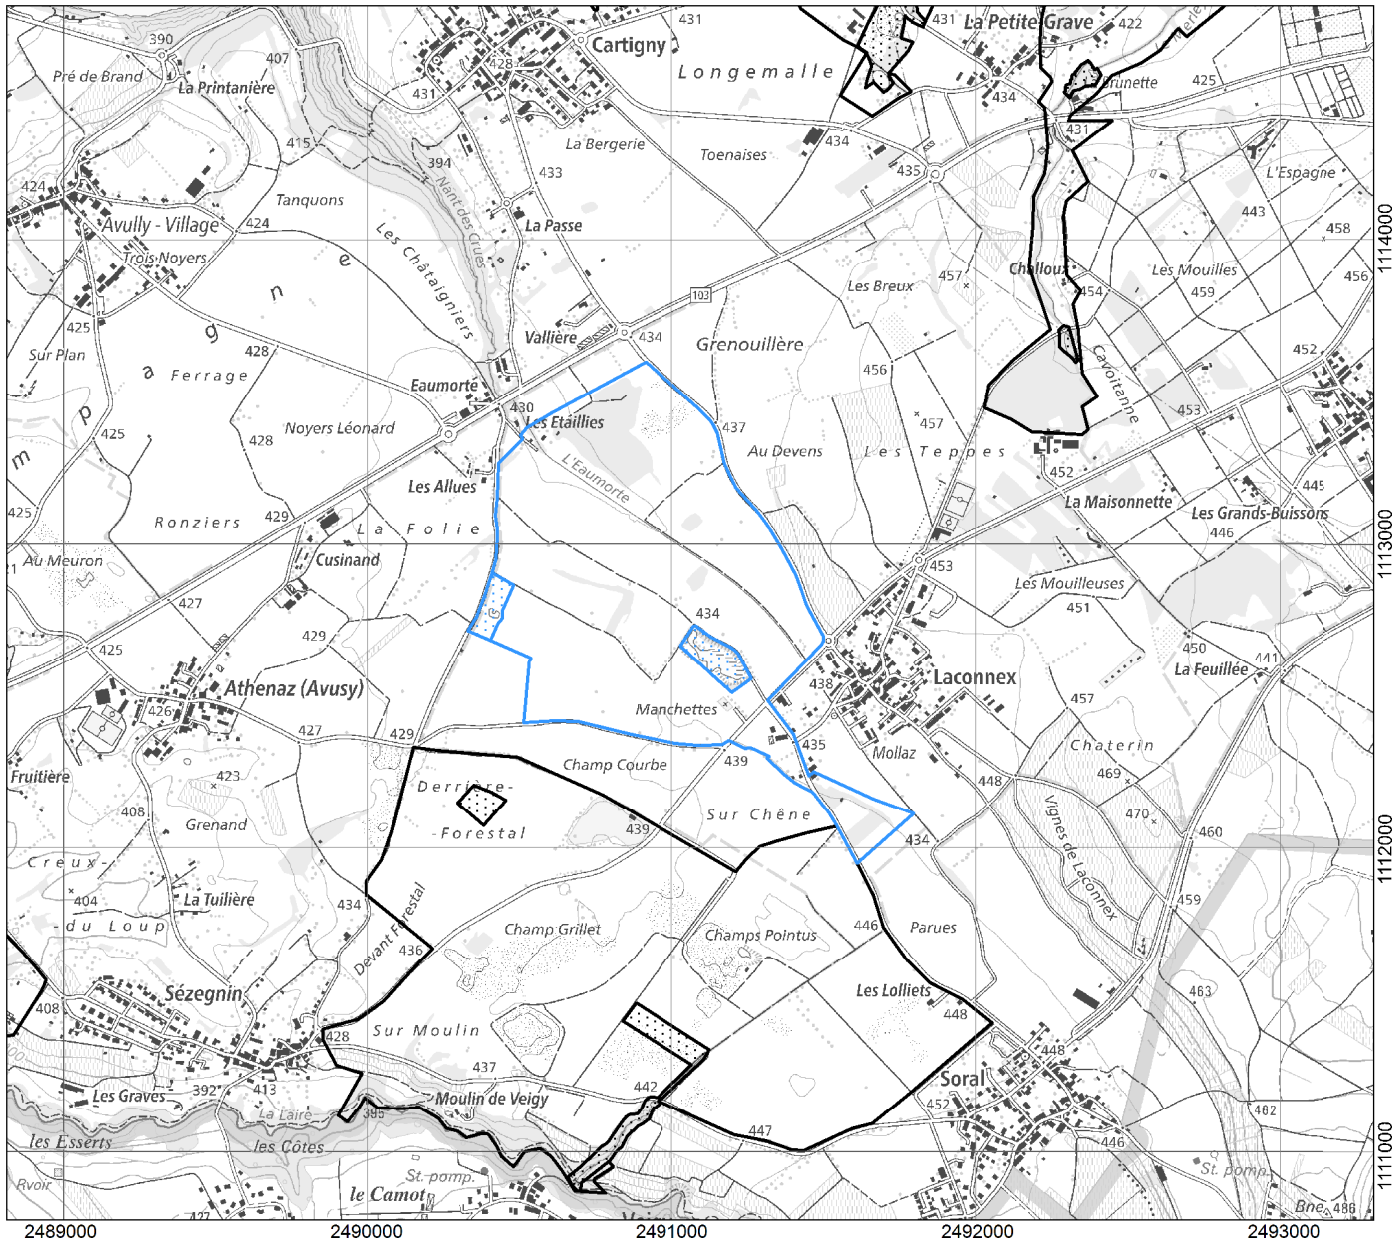 431
390
Cartigny
431
La Petite Grave
422
407
Pré de Brand
La Printanière
428
Longemalle
Brunette
425
431
434
431
415
La Bergerie
434
Toenaises
394
433
435
L'Espagne
424
Tanquons
Nant des Crues
443
Avully - Village
424
La Passe
458
Trois Noyers
Les Châtaigniers
457
Challoux
Les Mouilles
456
454
459
Les Breux
103
425
Vallière
434
Grenouillère
Sur Plan
428
Ferrage
Eaumorte
456
Carvoitanne
452
430
Les Etaillies
457
453
Noyers Léonard
428
437
Au Devens
Les Teppes
425
L'Eaumorte
Les Allues
452
La Maisonnette
445
Les Grands-Buissons
425
Ronziers
429
La Folie
446
Au Meuron
Cusinand
453
Les Mouilleuses
427
451
434
429
450
425
La Feuillée
441
Athenaz (Avusy)
438
Laconnex
457
426
Manchettes
427
429
435
Mollaz
Chaterin
439
Champ Courbe
469
Fruitière
423
448
Derrière-
-Forestal
408
439
Sur Chêne
470
Grenand
434
460
Creux-
Vignes de Laconnex
404
La Tuilière
434
459
-du Loup
Devant Forestal
446
Parues
Champ Grillet
Champs Pointus
436
Sézegnin
Les Lolliets
463
408
448
428
Sur Moulin
448
437
Soral
392
413
442
Les Graves
Moulin de Veigy
452
462
La Laire
395
447
446
les Esserts
les Côtes
St. pomp.
St. pomp.
Rvoir
le Camot
427
Bne
486
1114000
1113000
1112000
1111000
2489000
2490000
2491000
2492000
2493000